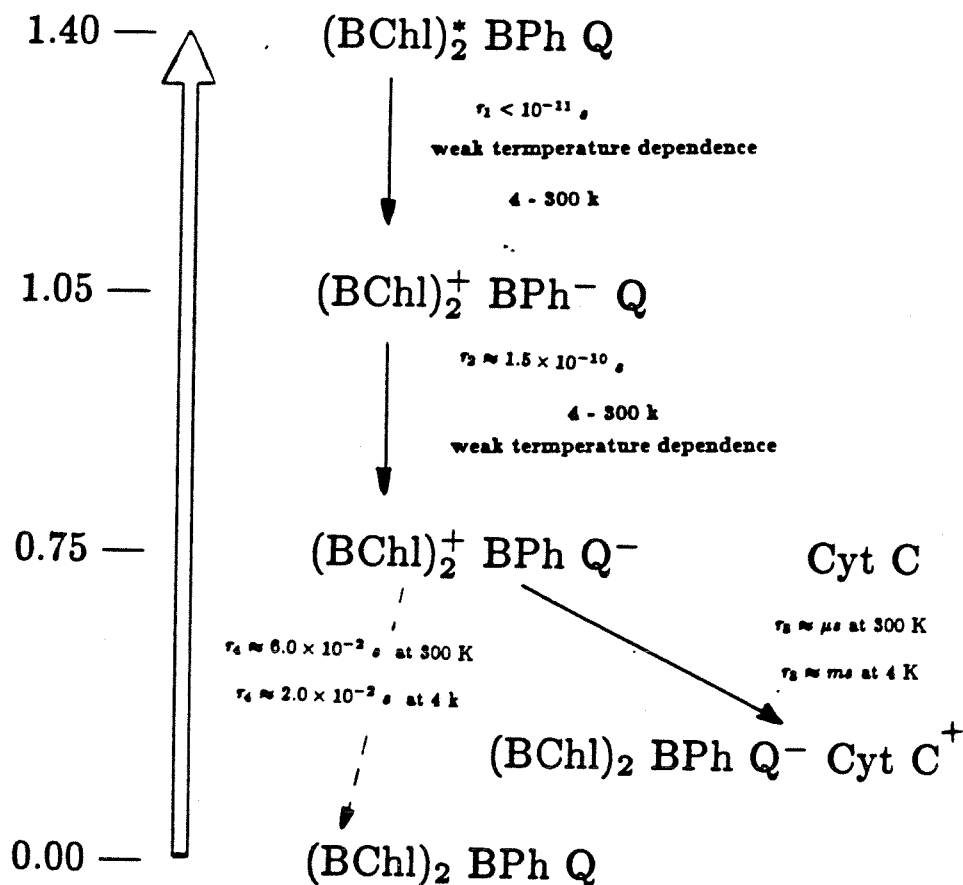 1.40 — (BChl)₂* BPh Q
τ₁ < 10⁻¹¹ s
weak termperature dependence
4 - 300 k
1.05 — (BChl)₂⁺ BPh⁻ Q
τ₂ ≈ 1.5 × 10⁻¹⁰ s
4 - 300 k
weak termperature dependence
0.75 — (BChl)₂⁺ BPh Q⁻ Cyt C
τ₃ ≈ μs at 300 K
τ₄ ≈ 6.0 × 10⁻² s at 300 K
τ₃ ≈ ms at 4 K
τ₄ ≈ 2.0 × 10⁻² s at 4 k
(BChl)₂ BPh Q⁻ Cyt C⁺
0.00 — (BChl)₂ BPh Q